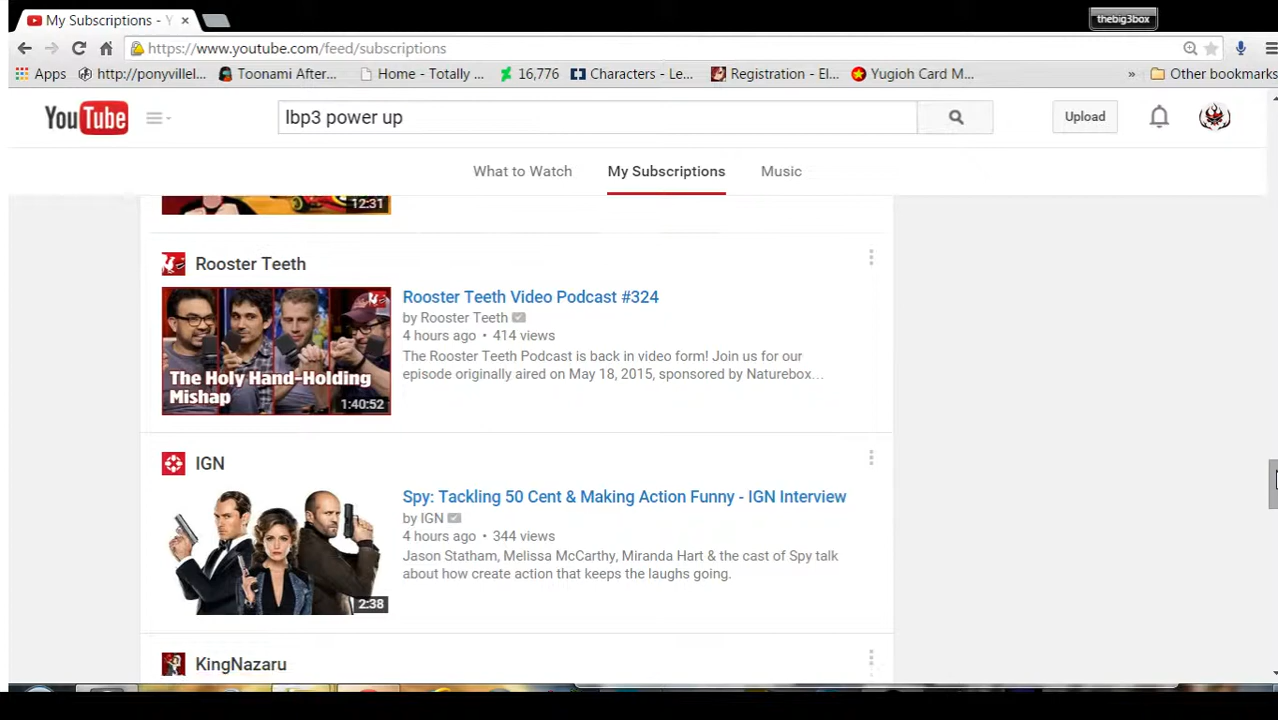 My Subscriptions - Y
thebig3box
https://www.youtube.com/feed/subscriptions
Apps http://ponyvillel... Toonami After... Home - Totally ... 16,776 Characters - Le... Registration - El... Yugioh Card M... » Other bookmarks
YouTube lbp3 power up Upload
What to Watch My Subscriptions Music
12:31
Rooster Teeth
The Holy Hand-Holding
Mishap
1:40:52
Rooster Teeth Video Podcast #324
by Rooster Teeth
4 hours ago • 414 views
The Rooster Teeth Podcast is back in video form! Join us for our
episode originally aired on May 18, 2015, sponsored by Naturebox...
IGN
2:38
Spy: Tackling 50 Cent & Making Action Funny - IGN Interview
by IGN
4 hours ago • 344 views
Jason Statham, Melissa McCarthy, Miranda Hart & the cast of Spy talk
about how create action that keeps the laughs going.
KingNazaru